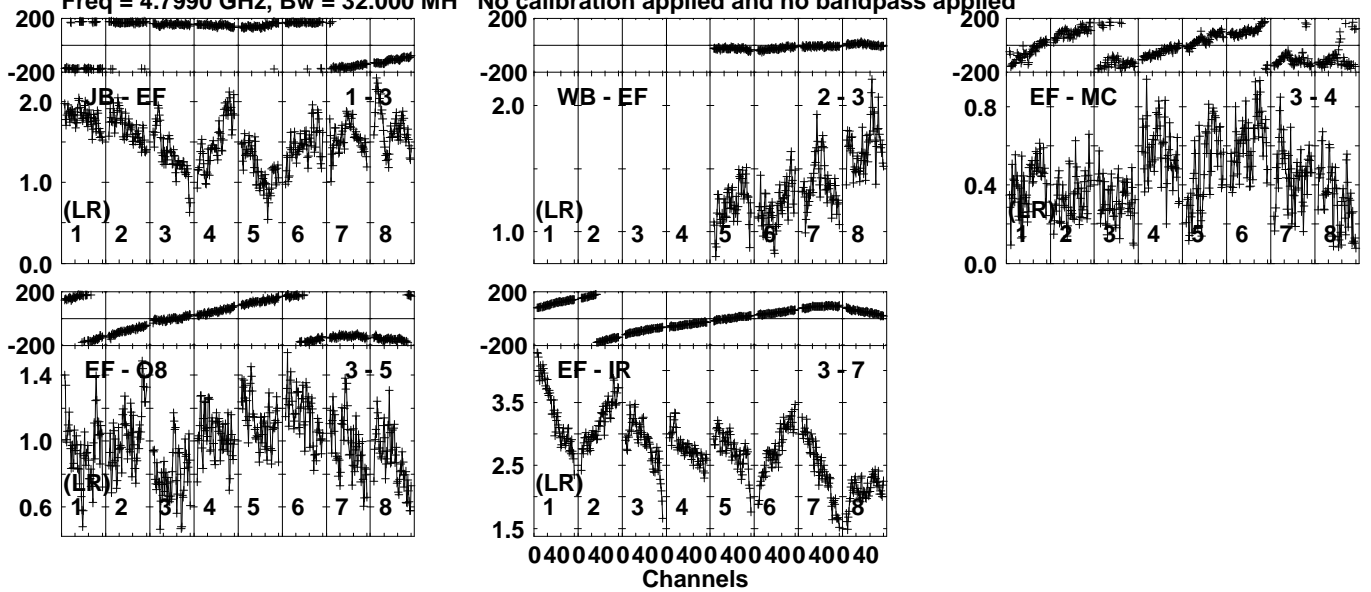 Freq = 4.7990 GHz, Bw = 32.000 MH No calibration applied and no bandpass applied
200
-200
2.0
1.0
0.0
JB - EF 1 - 3
(LR)
1 2 3 4 5 6 7 8
200
-200
2.0
1.0
WB - EF 2 - 3
(LR)
1 2 3 4 5 6 7 8
200
-200
0.8
0.4
0.0
EF - MC 3 - 4
(LR)
1 2 3 4 5 6 7 8
200
-200
1.4
1.0
0.6
EF - O8 3 - 5
(LR)
1 2 3 4 5 6 7 8
200
-200
3.5
2.5
1.5
EF - IR 3 - 7
(LR)
1 2 3 4 5 6 7 8
0 40 0 40 0 40 0 40 0 40 0 40 0 40 0 40
Channels